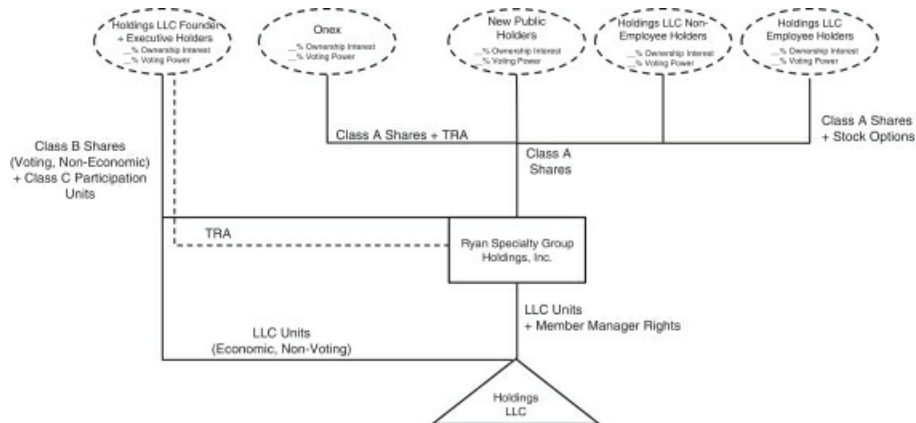 Holdings LLC Founder
+ Executive Holders
__% Ownership Interest
__% Voting Power
Onex
__% Ownership Interest
__% Voting Power
New Public
Holders
__% Ownership Interest
__% Voting Power
Holdings LLC Non-
Employee Holders
__% Ownership Interest
__% Voting Power
Holdings LLC
Employee Holders
__% Ownership Interest
__% Voting Power
Class B Shares
(Voting, Non-Economic)
+ Class C Participation
Units
Class A Shares + TRA
Class A
Shares
Class A Shares
+ Stock Options
TRA
Ryan Specialty Group
Holdings, Inc.
LLC Units
+ Member Manager Rights
LLC Units
(Economic, Non-Voting)
Holdings
LLC